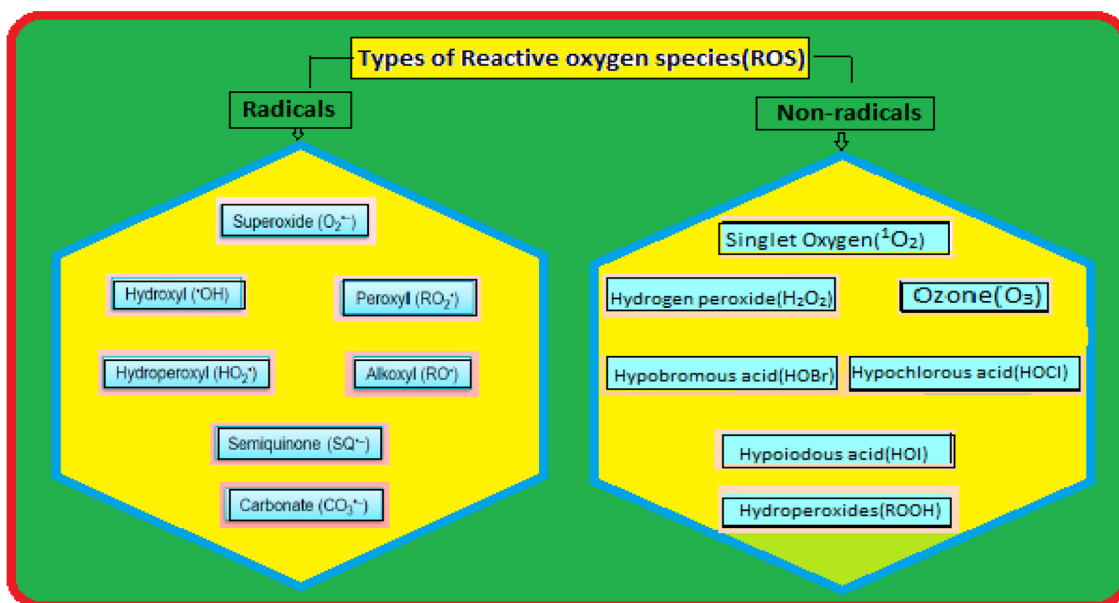 Types of Reactive oxygen species(ROS)
Radicals
Non-radicals
Superoxide (O₂•−)
Hydroxyl (•OH)
Peroxyl (RO₂•)
Hydroperoxyl (HO₂•)
Alkoxyl (RO•)
Semiquinone (SQ•−)
Carbonate (CO₃•−)
Singlet Oxygen(¹O₂)
Hydrogen peroxide(H₂O₂)
Ozone(O₃)
Hypobromous acid(HOBr)
Hypochlorous acid(HOCl)
Hypoiodous acid(HOI)
Hydroperoxides(ROOH)